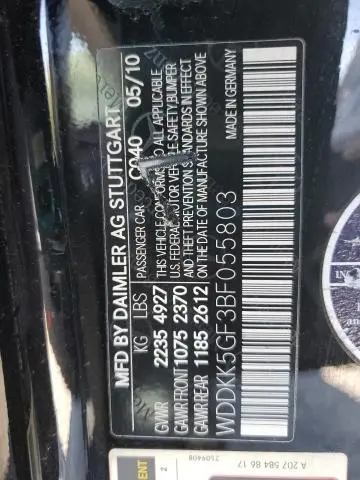 MFD BY DAIMLER AG STUTTGART 05/10
KG LBS PASSENGER CAR C040
GVWR 2235 4927 THIS VEHICLE CONFORMS TO ALL APPLICABLE
GAWR FRONT 1075 2370 U.S. FEDERAL MOTOR VEHICLE SAFETY, BUMPER
GAWR REAR 1185 2612 AND THEFT PREVENTION STANDARDS IN EFFECT
ON THE DATE OF MANUFACTURE SHOWN ABOVE
WDDKK5GF3BF055803 MADE IN GERMANY
A 207 584 86 17